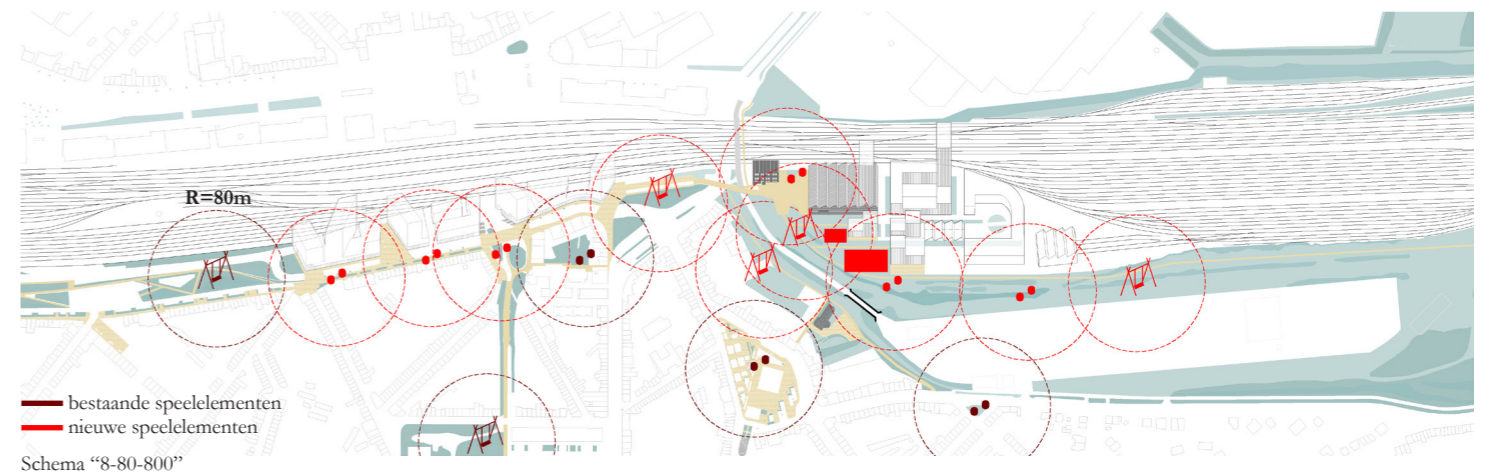 R=80m
bestaande speelelementen
nieuwe speelelementen
Schema “8-80-800”